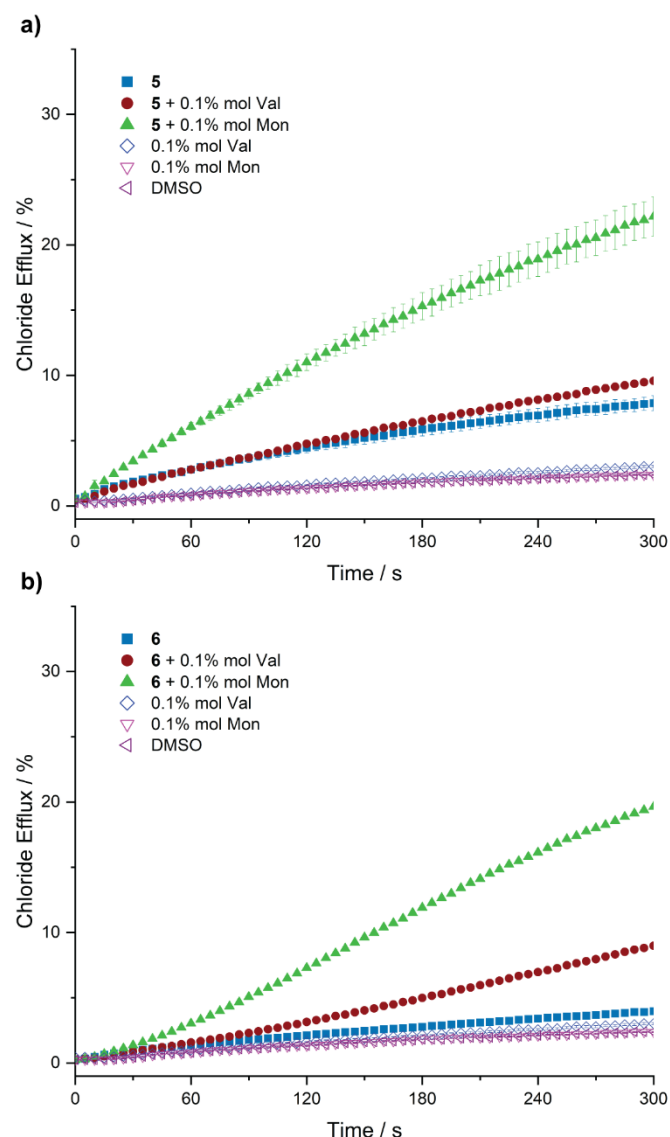 a)
Chloride Efflux / %
30
20
10
0
5
5 + 0.1% mol Val
5 + 0.1% mol Mon
0.1% mol Val
0.1% mol Mon
DMSO
0 60 120 180 240 300
Time / s
b)
Chloride Efflux / %
30
20
10
0
6
6 + 0.1% mol Val
6 + 0.1% mol Mon
0.1% mol Val
0.1% mol Mon
DMSO
0 60 120 180 240 300
Time / s